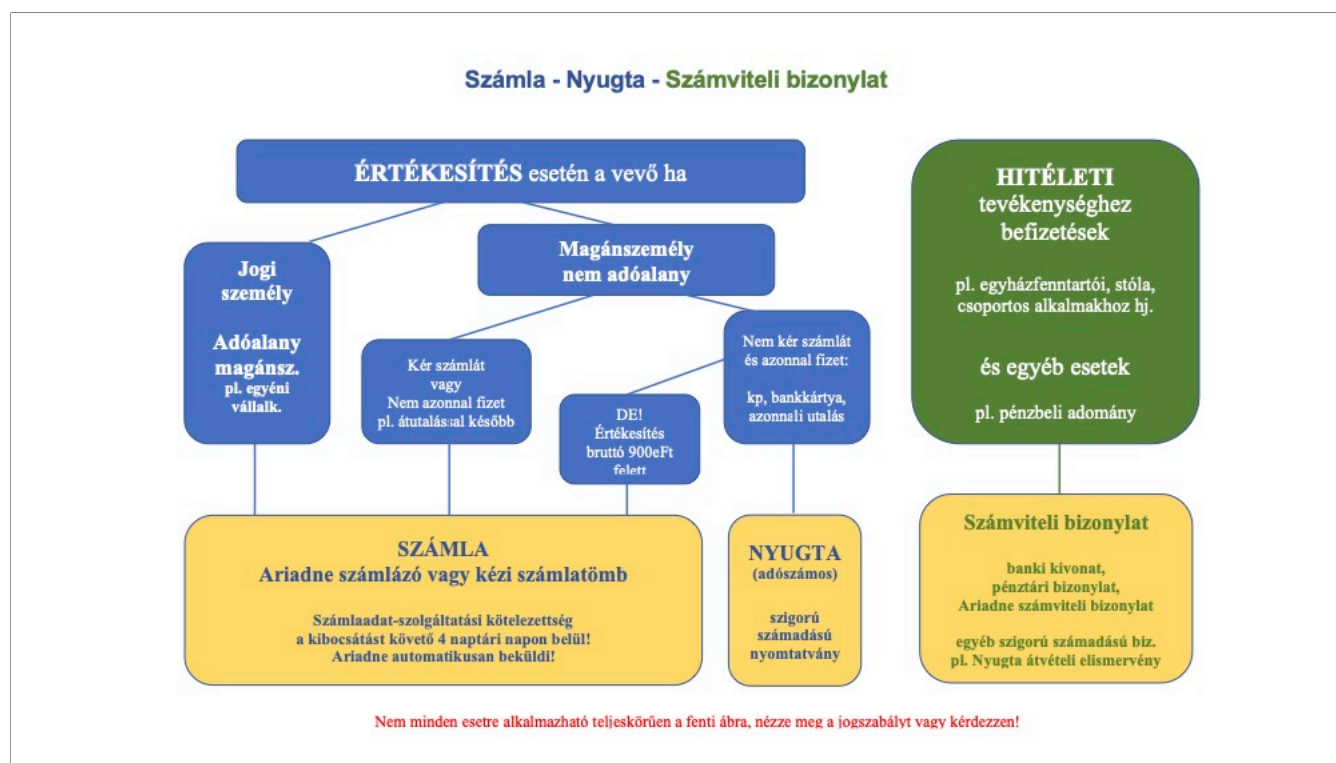 Számla - Nyugta - Számviteli bizonylat
ÉRTÉKESÍTÉS esetén a vevő ha
Jogi
személy
Adóalany
magánsz.
pl. egyéni
vállalk.
Magánszemély
nem adóalany
Kér számlát
vagy
Nem azonnal fizet
pl. átutalással később
DE!
Értékesítés
bruttó 900eFt
felett
Nem kér számlát
és azonnal fizet:
kp, bankkártya,
azonnali utalás
SZÁMLA
Ariadne számlázó vagy kézi számlatömb
Számlaadat-szolgáltatási kötelezettség
a kibocsátást követő 4 naptári napon belül!
Ariadne automatikusan beküldi!
NYUGTA
(adószámos)
szigorú
számadású
nyomtatvány
HITÉLETI
tevékenységhez
befizetések
pl. egyházfenntartói, stóla,
csoportos alkalmakhoz hj.
és egyéb esetek
pl. pénzbeli adomány
Számviteli bizonylat
banki kivonat,
pénztári bizonylat,
Ariadne számviteli bizonylat
egyéb szigorú számadású biz.
pl. Nyugta átvételi elismervény
Nem minden esetre alkalmazható teljeskörűen a fenti ábra, nézze meg a jogszabályt vagy kérdezzen!